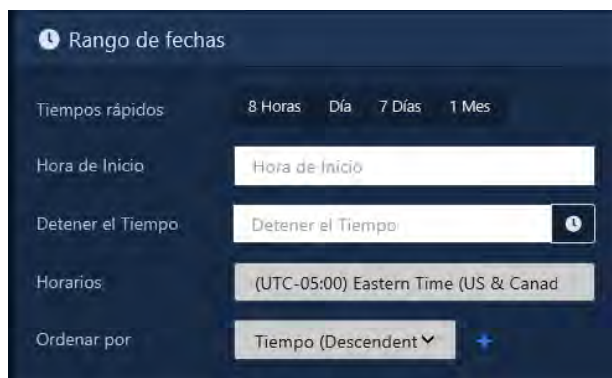 Rango de fechas
Tiempos rápidos 8 Horas Día 7 Días 1 Mes
Hora de Inicio Hora de Inicio
Detener el Tiempo Detener el Tiempo
Horarios (UTC-05:00) Eastern Time (US & Canad
Ordenar por Tiempo (Descendent